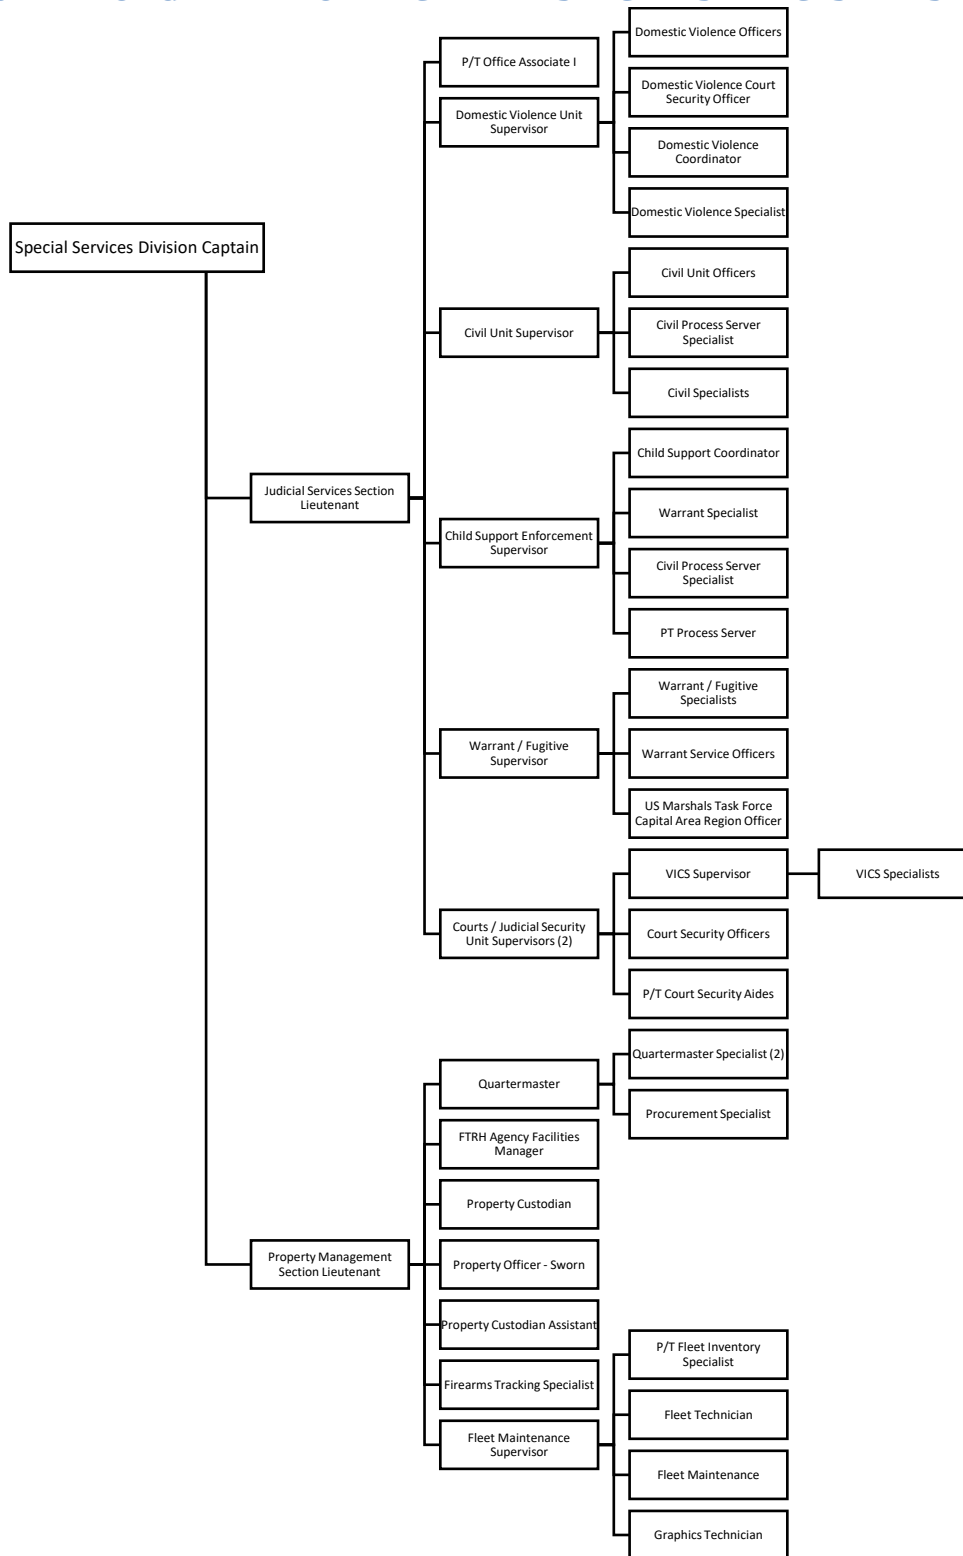 Special Services Division Captain
Judicial Services Section
Lieutenant
P/T Office Associate I
Domestic Violence Unit
Supervisor
Domestic Violence Officers
Domestic Violence Court
Security Officer
Domestic Violence
Coordinator
Domestic Violence Specialist
Civil Unit Supervisor
Civil Unit Officers
Civil Process Server
Specialist
Civil Specialists
Child Support Enforcement
Supervisor
Child Support Coordinator
Warrant Specialist
Civil Process Server
Specialist
PT Process Server
Warrant / Fugitive
Supervisor
Warrant / Fugitive
Specialists
Warrant Service Officers
US Marshals Task Force
Capital Area Region Officer
Courts / Judicial Security
Unit Supervisors (2)
VICS Supervisor
VICS Specialists
Court Security Officers
P/T Court Security Aides
Property Management
Section Lieutenant
Quartermaster
Quartermaster Specialist (2)
Procurement Specialist
FTRH Agency Facilities
Manager
Property Custodian
Property Officer - Sworn
Property Custodian Assistant
Firearms Tracking Specialist
Fleet Maintenance
Supervisor
P/T Fleet Inventory
Specialist
Fleet Technician
Fleet Maintenance
Graphics Technician